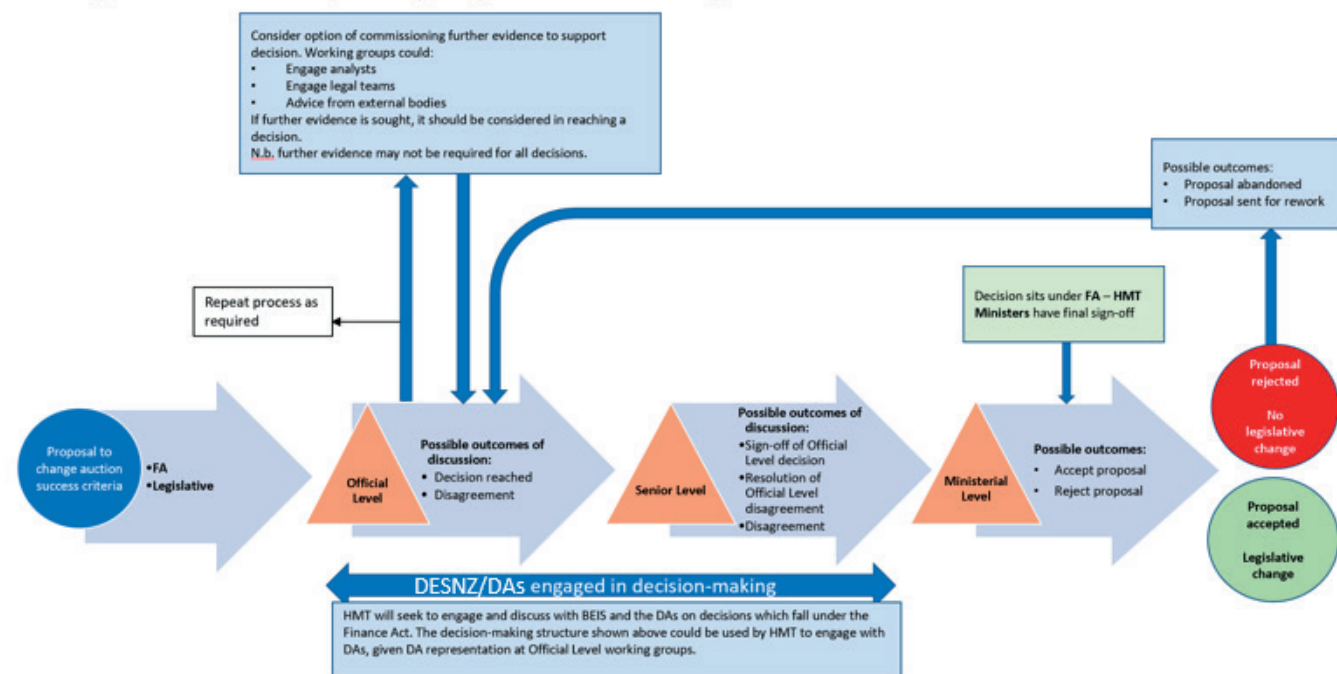 Consider option of commissioning further evidence to support
decision. Working groups could:
• Engage analysts
• Engage legal teams
• Advice from external bodies
If further evidence is sought, it should be considered in reaching a
decision.
N.b. further evidence may not be required for all decisions.
Possible outcomes:
• Proposal abandoned
• Proposal sent for rework
Repeat process as
required
Decision sits under FA – HMT
Ministers have final sign-off
Proposal to
change auction
success criteria
•FA
•Legislative
Official
Level
Possible outcomes of
discussion:
• Decision reached
• Disagreement
Senior Level
Possible outcomes of
discussion:
•Sign-off of Official
Level decision
•Resolution of
Official Level
disagreement
•Disagreement
Ministerial
Level
Possible outcomes:
• Accept proposal
• Reject proposal
Proposal
rejected
No
legislative
change
Proposal
accepted
Legislative
change
DESNZ/DAs engaged in decision-making
HMT will seek to engage and discuss with BEIS and the DAs on decisions which fall under the
Finance Act. The decision-making structure shown above could be used by HMT to engage with
DAs, given DA representation at Official Level working groups.